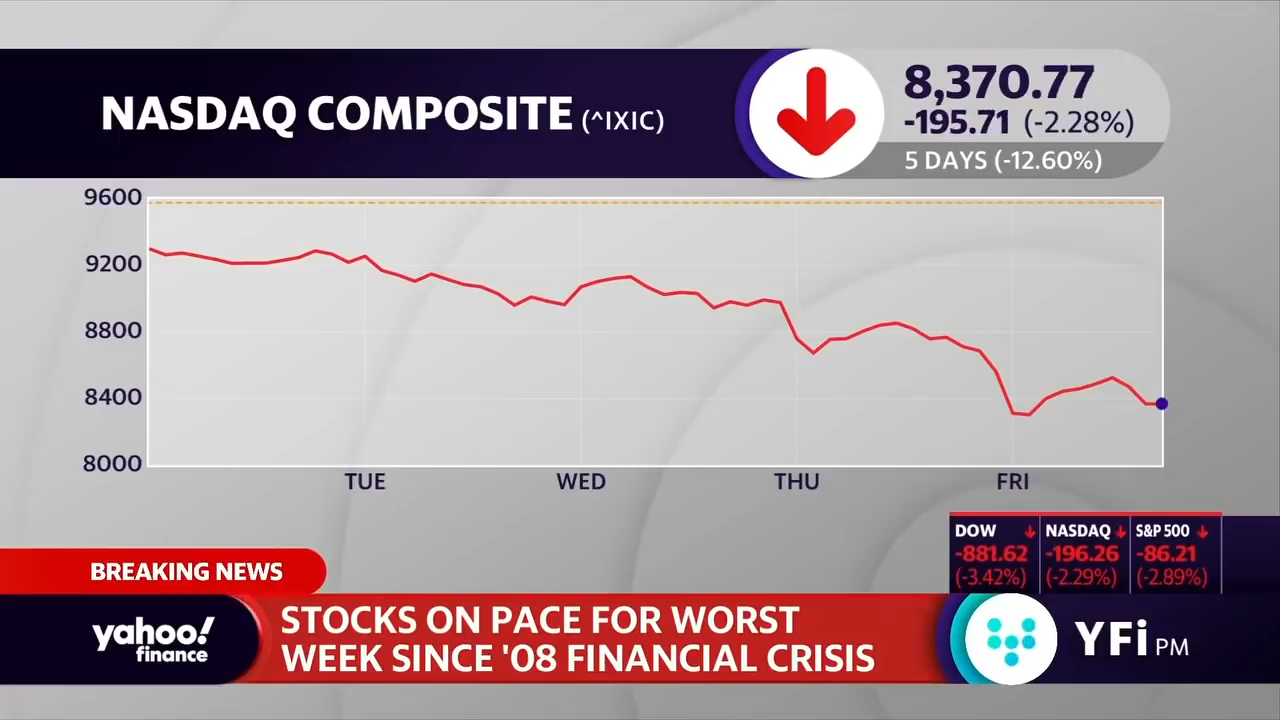 NASDAQ COMPOSITE (^IXIC)
8,370.77
-195.71 (-2.28%)
5 DAYS (-12.60%)
9600
9200
8800
8400
8000
TUE WED THU FRI
DOW NASDAQ S&P 500
-881.62 -196.26 -86.21
(-3.42%) (-2.29%) (-2.89%)
BREAKING NEWS
yahoo!
finance
STOCKS ON PACE FOR WORST
WEEK SINCE '08 FINANCIAL CRISIS
YFi PM